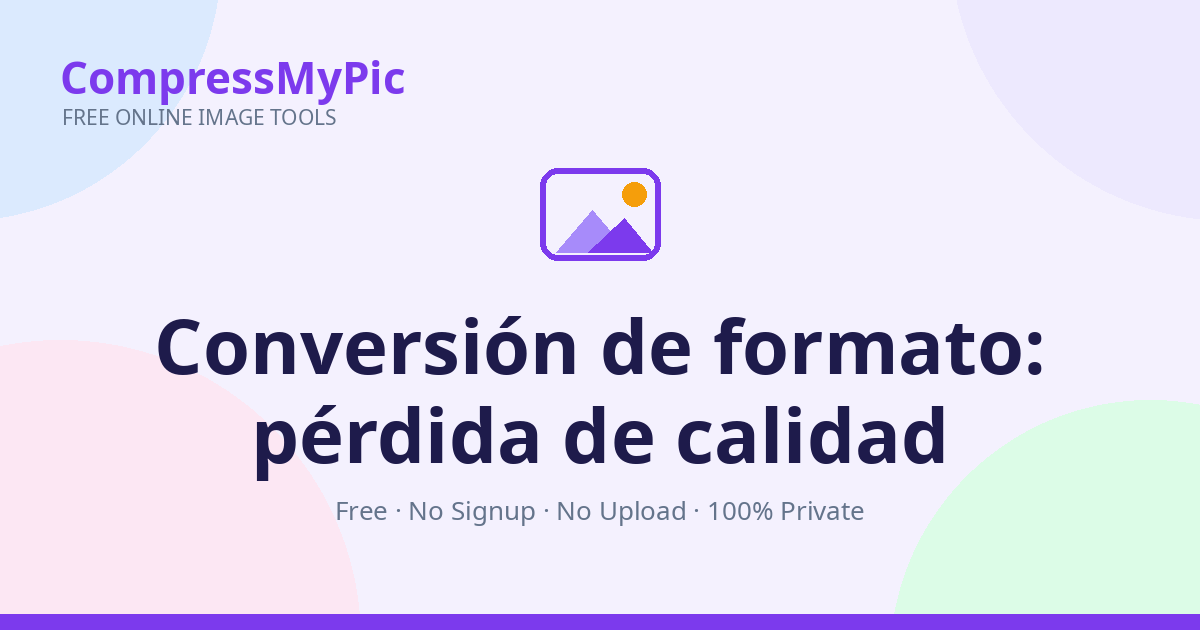 CompressMyPic
FREE ONLINE IMAGE TOOLS
Conversión de formato:
pérdida de calidad
Free · No Signup · No Upload · 100% Private